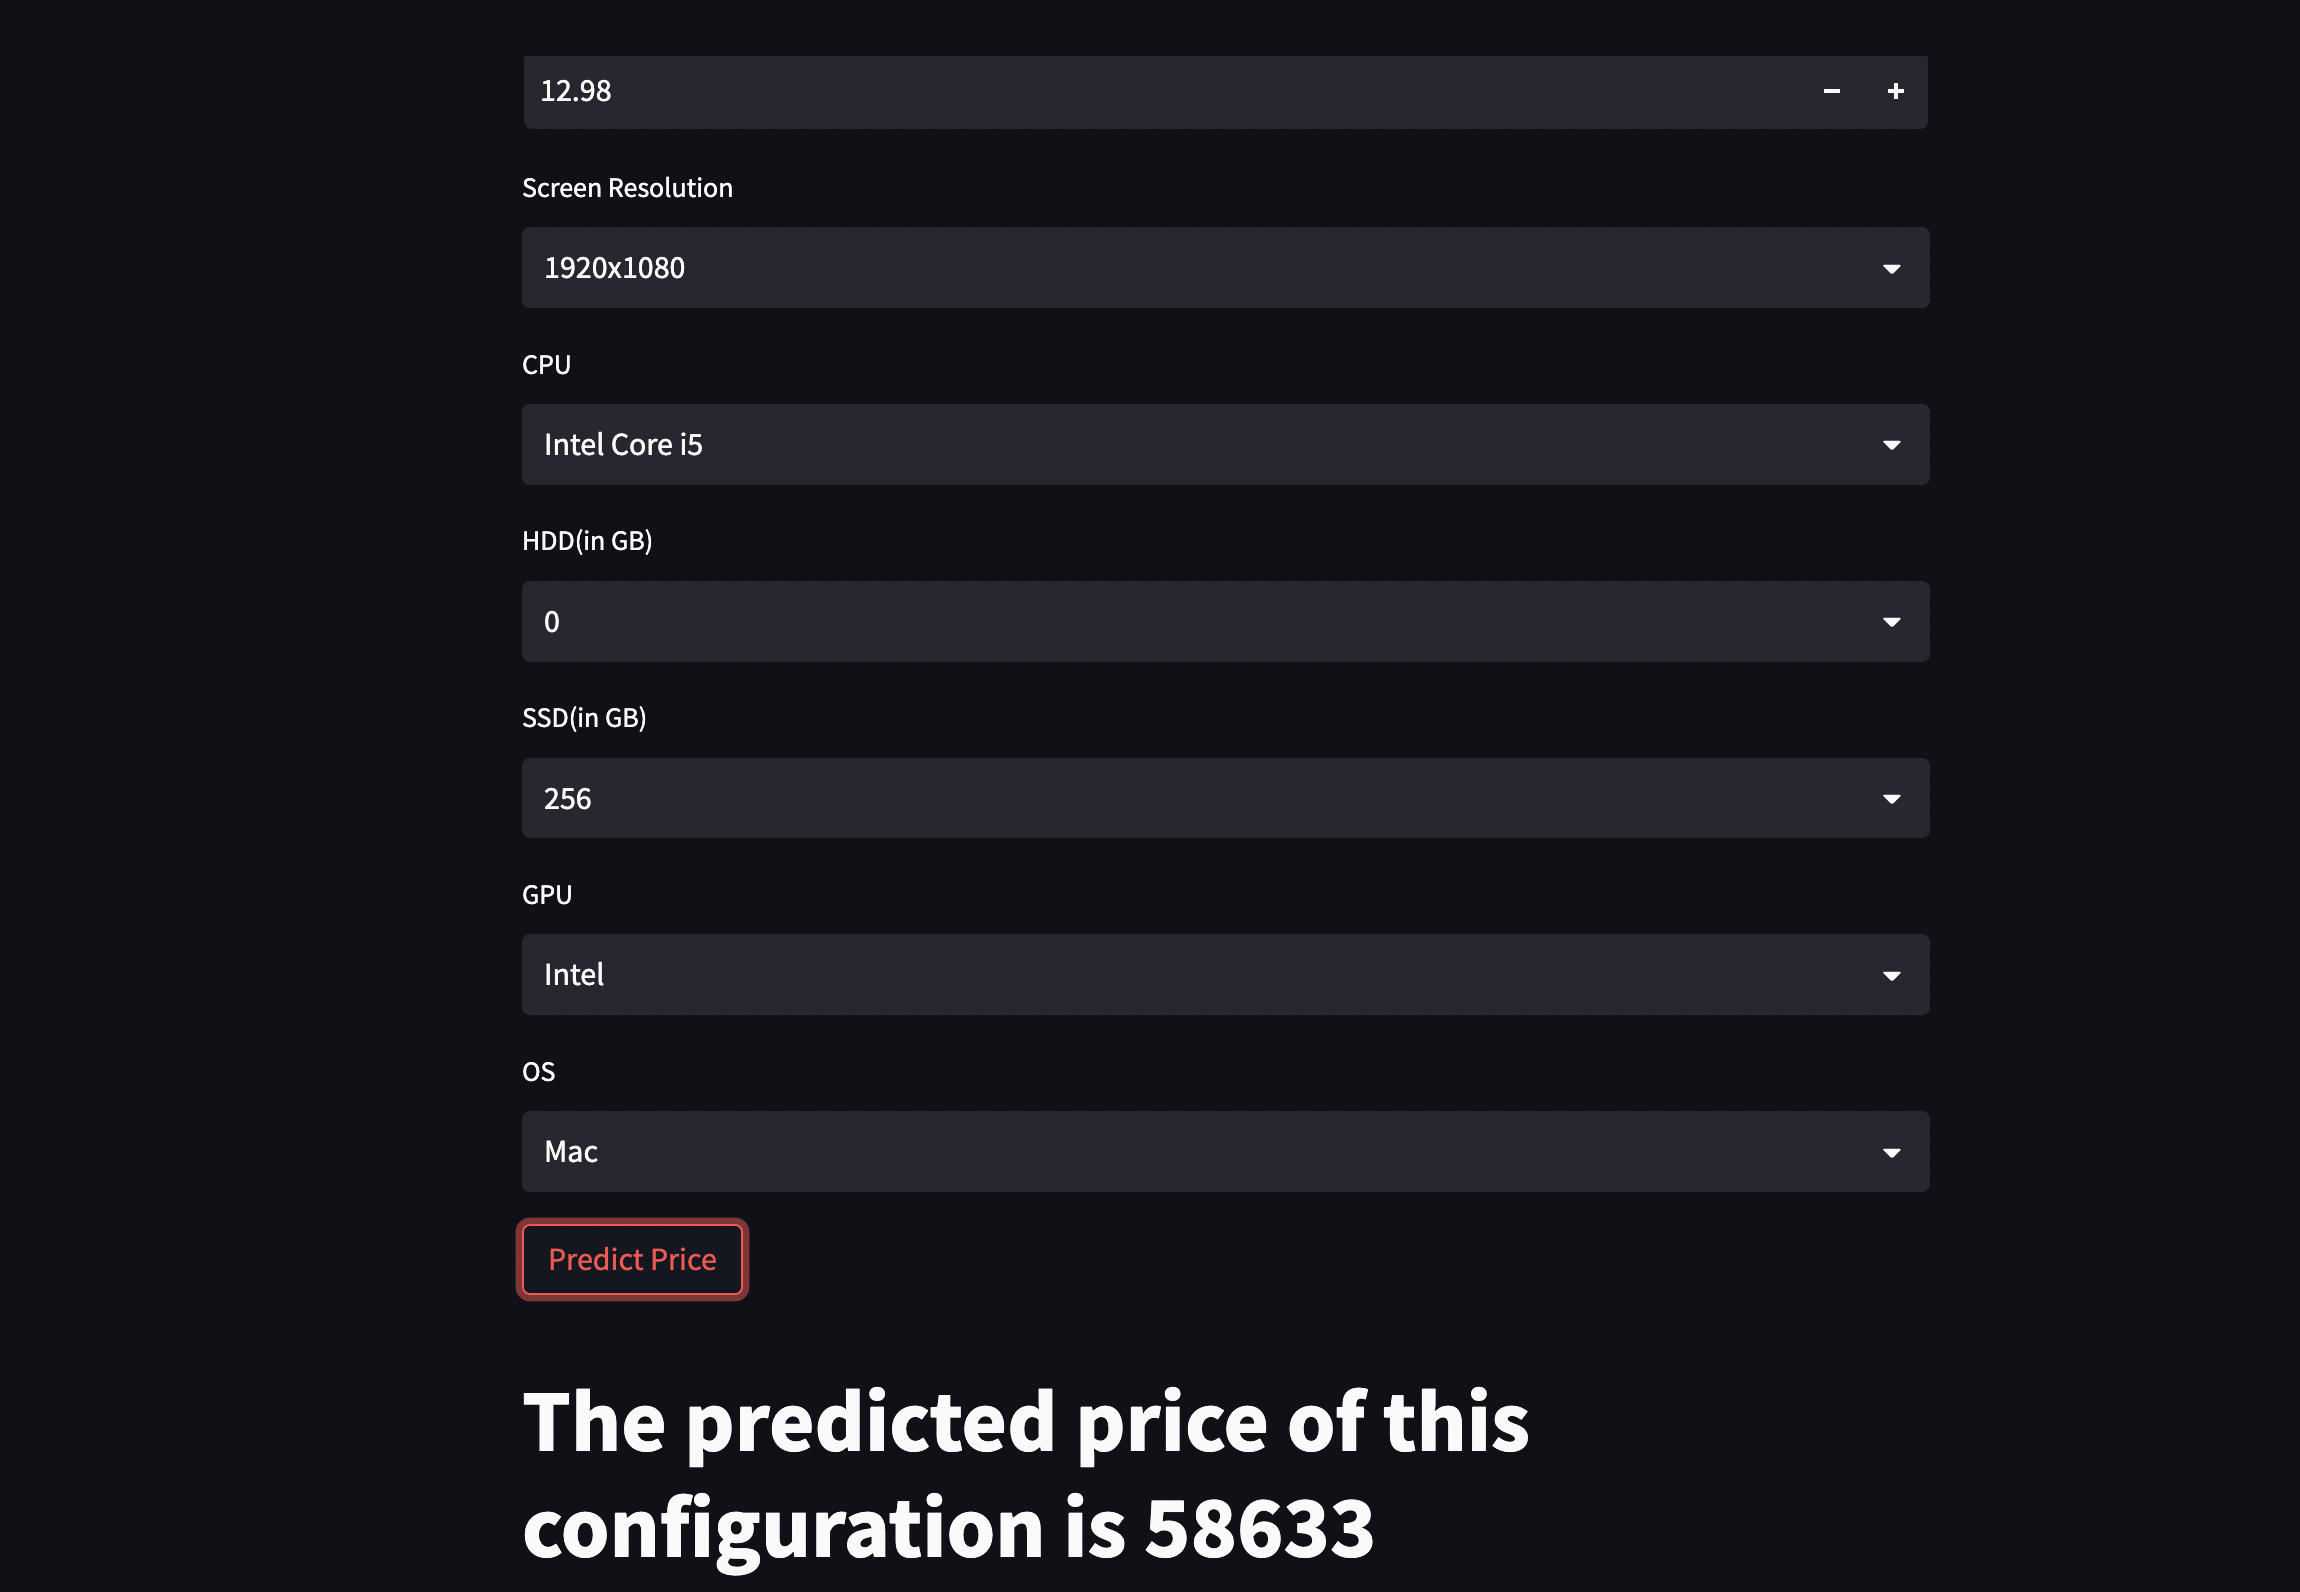 12.98
Screen Resolution
1920x1080
CPU
Intel Core i5
HDD(in GB)
0
SSD(in GB)
256
GPU
Intel
OS
Mac
Predict Price
The predicted price of this
configuration is 58633